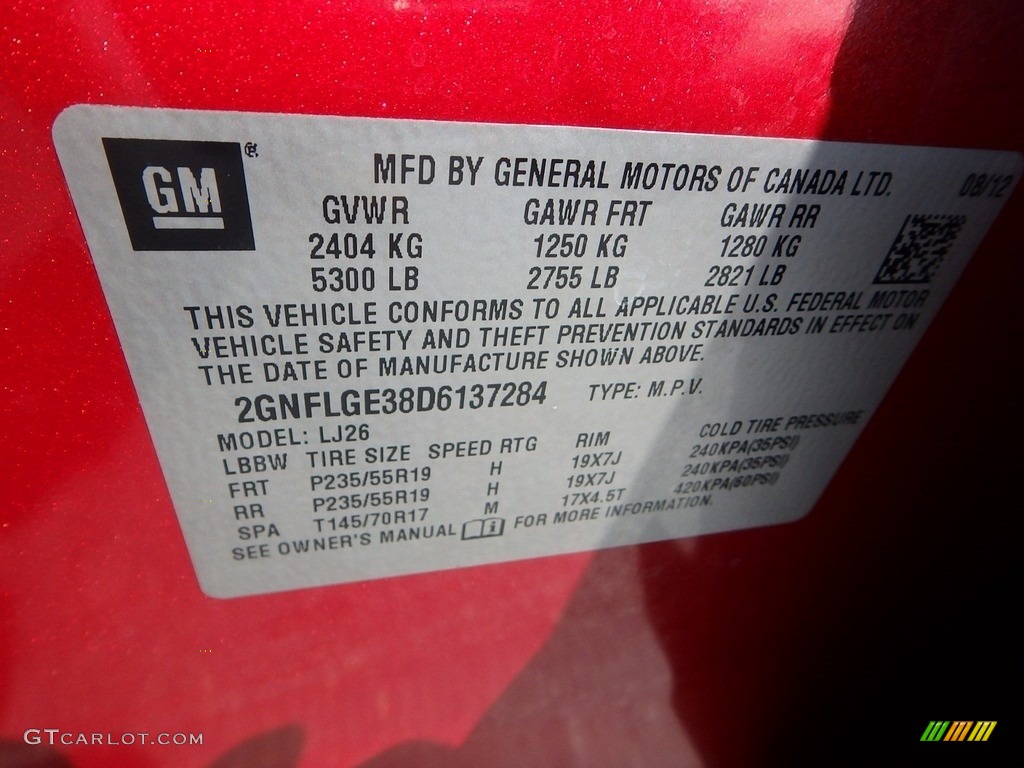 GM ®
MFD BY GENERAL MOTORS OF CANADA LTD. 08/12
GVWR GAWR FRT GAWR RR
2404 KG 1250 KG 1280 KG
5300 LB 2755 LB 2821 LB
THIS VEHICLE CONFORMS TO ALL APPLICABLE U.S. FEDERAL MOTOR
VEHICLE SAFETY AND THEFT PREVENTION STANDARDS IN EFFECT ON
THE DATE OF MANUFACTURE SHOWN ABOVE.
2GNFLGE38D6137284 TYPE: M.P.V.
MODEL: LJ26 COLD TIRE PRESSURE
LBBW TIRE SIZE SPEED RTG RIM
FRT P235/55R19 H 19X7J 240KPA(35PSI)
RR P235/55R19 H 19X7J 240KPA(35PSI)
SPA T145/70R17 M 17X4.5T 420KPA(60PSI)
SEE OWNER'S MANUAL FOR MORE INFORMATION.
GTCARLOT.COM